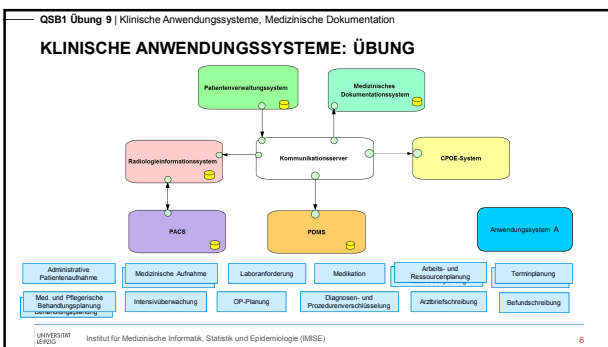 QSB1 Übung 9 | Klinische Anwendungssysteme, Medizinische Dokumentation
KLINISCHE ANWENDUNGSSYSTEME: ÜBUNG
Patientenverwaltungssystem
Medizinisches
Dokumentationssystem
Radiologieinformationssystem
Kommunikationsserver
CPOE-System
PACS
PDMS
Anwendungssystem A
Administrative
Patientenaufnahme
Medizinische Aufnahme
Laboranforderung
Medikation
Arbeits- und
Ressourcenplanung
Terminplanung
Med. und Pflegerische
Behandlungsplanung
Behandlungsplanung
Intensivüberwachung
OP-Planung
Diagnosen- und
Prozedurenverschlüsselung
Arztbriefschreibung
Befundschreibung
UNIVERSITÄT
LEIPZIG
Institut für Medizinische Informatik, Statistik und Epidemiologie (IMISE)
6